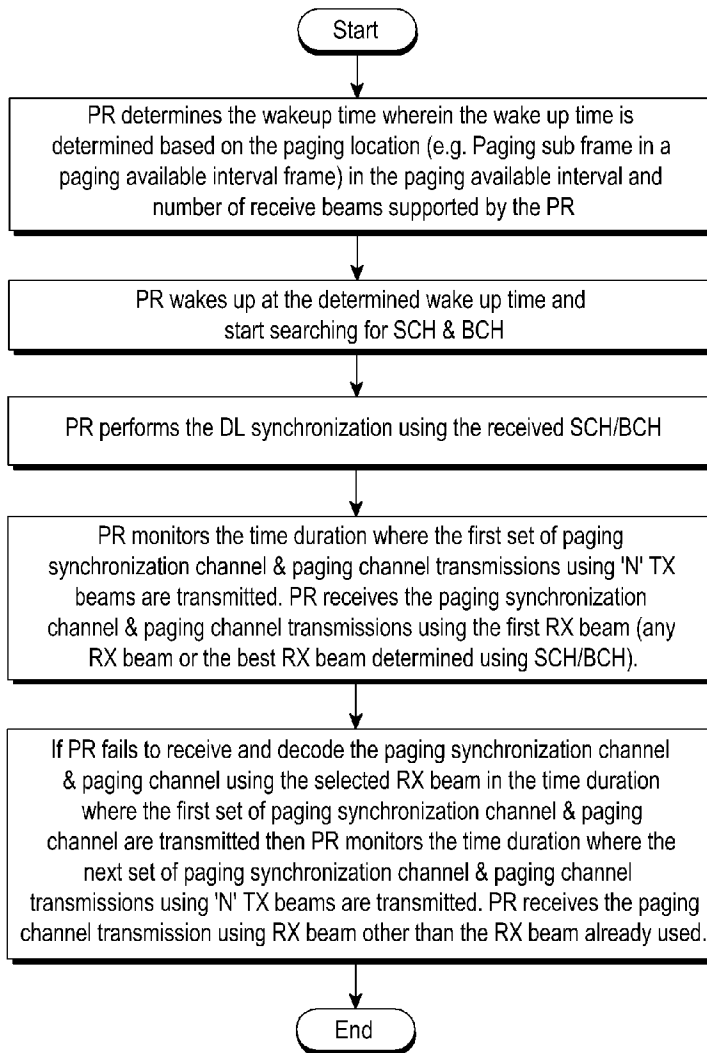 Start
PR determines the wakeup time wherein the wake up time is
determined based on the paging location (e.g. Paging sub frame in a
paging available interval frame) in the paging available interval and
number of receive beams supported by the PR
PR wakes up at the determined wake up time and
start searching for SCH & BCH
PR performs the DL synchronization using the received SCH/BCH
PR monitors the time duration where the first set of paging
synchronization channel & paging channel transmissions using 'N' TX
beams are transmitted. PR receives the paging synchronization
channel & paging channel transmissions using the first RX beam (any
RX beam or the best RX beam determined using SCH/BCH).
If PR fails to receive and decode the paging synchronization channel
& paging channel using the selected RX beam in the time duration
where the first set of paging synchronization channel & paging
channel are transmitted then PR monitors the time duration where the
next set of paging synchronization channel & paging channel
transmissions using 'N' TX beams are transmitted. PR receives the paging
channel transmission using RX beam other than the RX beam already used.
End